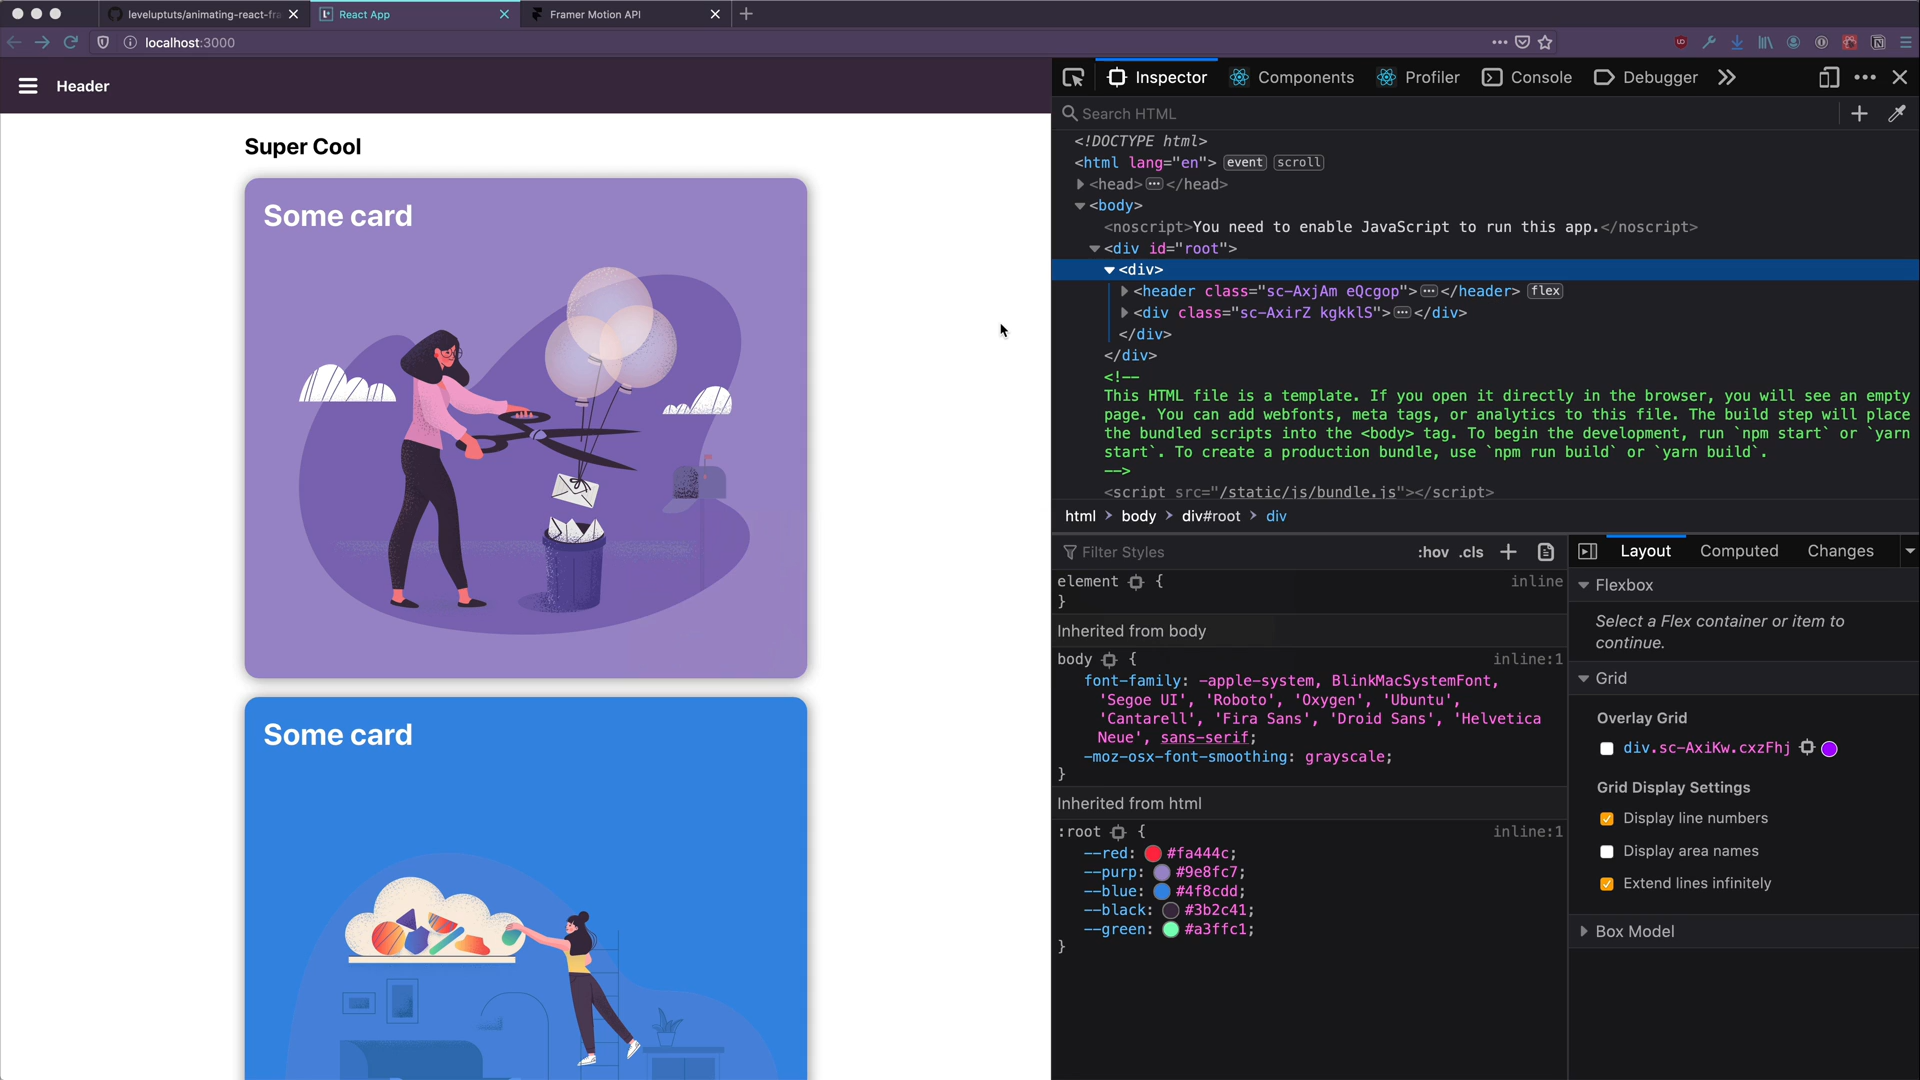 leveluptuts/animating-react-fra
React App
Framer Motion API
localhost:3000
Header
Super Cool
Some card
Some card
Inspector
Components
Profiler
Console
Debugger
Search HTML
<!DOCTYPE html>
<html lang="en"> event scroll
<head>⋯</head>
<body>
<noscript>You need to enable JavaScript to run this app.</noscript>
<div id="root">
<div>
<header class="sc-AxjAm eQcgop">⋯</header> flex
<div class="sc-AxirZ kgkklS">⋯</div>
</div>
</div>
<!--
This HTML file is a template. If you open it directly in the browser, you will see an empty
page. You can add webfonts, meta tags, or analytics to this file. The build step will place
the bundled scripts into the <body> tag. To begin the development, run `npm start` or `yarn
start`. To create a production bundle, use `npm run build` or `yarn build`.
-->
<script src="/static/js/bundle.js"></script>
html > body > div#root > div
Filter Styles
:hov .cls
element { inline
}
Inherited from body
body { inline:1
font-family: -apple-system, BlinkMacSystemFont,
'Segoe UI', 'Roboto', 'Oxygen', 'Ubuntu',
'Cantarell', 'Fira Sans', 'Droid Sans', 'Helvetica
Neue', sans-serif;
-moz-osx-font-smoothing: grayscale;
}
Inherited from html
:root { inline:1
--red: #fa444c;
--purp: #9e8fc7;
--blue: #4f8cdd;
--black: #3b2c41;
--green: #a3ffc1;
}
Layout
Computed
Changes
Flexbox
Select a Flex container or item to
continue.
Grid
Overlay Grid
div.sc-AxiKw.cxzFhj
Grid Display Settings
Display line numbers
Display area names
Extend lines infinitely
Box Model